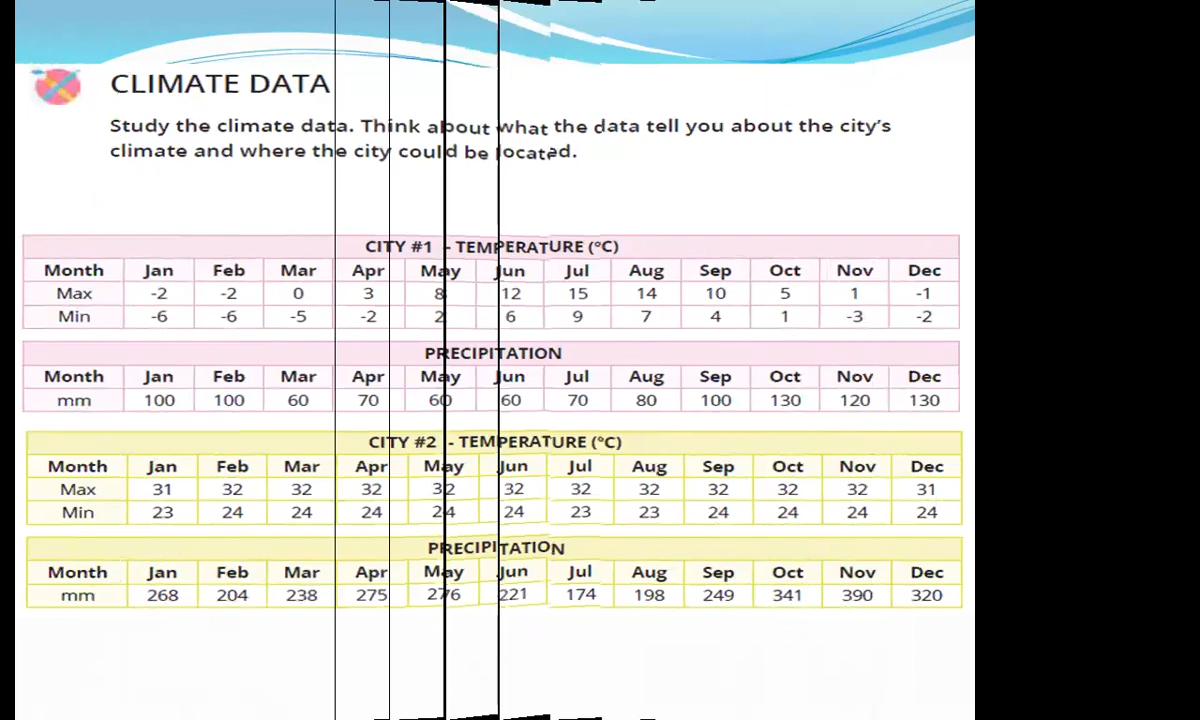 CLIMATE DATA
Study the climate data. Think about what the data tell you about the city's
climate and where the city could be located.
CITY #1 - TEMPERATURE (°C)
Month Jan Feb Mar Apr May Jun Jul Aug Sep Oct Nov Dec
Max -2 -2 0 3 8 12 15 14 10 5 1 -1
Min -6 -6 -5 -2 2 6 9 7 4 1 -3 -2
PRECIPITATION
Month Jan Feb Mar Apr May Jun Jul Aug Sep Oct Nov Dec
mm 100 100 60 70 60 60 70 80 100 130 120 130
CITY #2 - TEMPERATURE (°C)
Month Jan Feb Mar Apr May Jun Jul Aug Sep Oct Nov Dec
Max 31 32 32 32 32 32 32 32 32 32 32 31
Min 23 24 24 24 24 24 23 23 24 24 24 24
PRECIPITATION
Month Jan Feb Mar Apr May Jun Jul Aug Sep Oct Nov Dec
mm 268 204 238 275 276 221 174 198 249 341 390 320